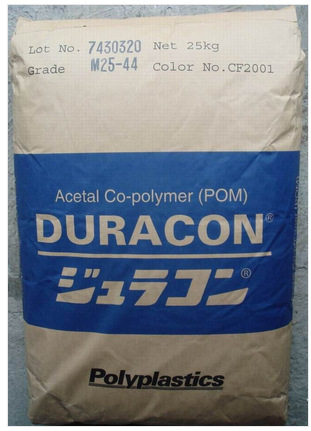 Lot No. 7430320 Net 25kg
Grade M25-44 Color No.CF2001
Acetal Co-polymer (POM)
DURACON®
ジュラコン®
Polyplastics